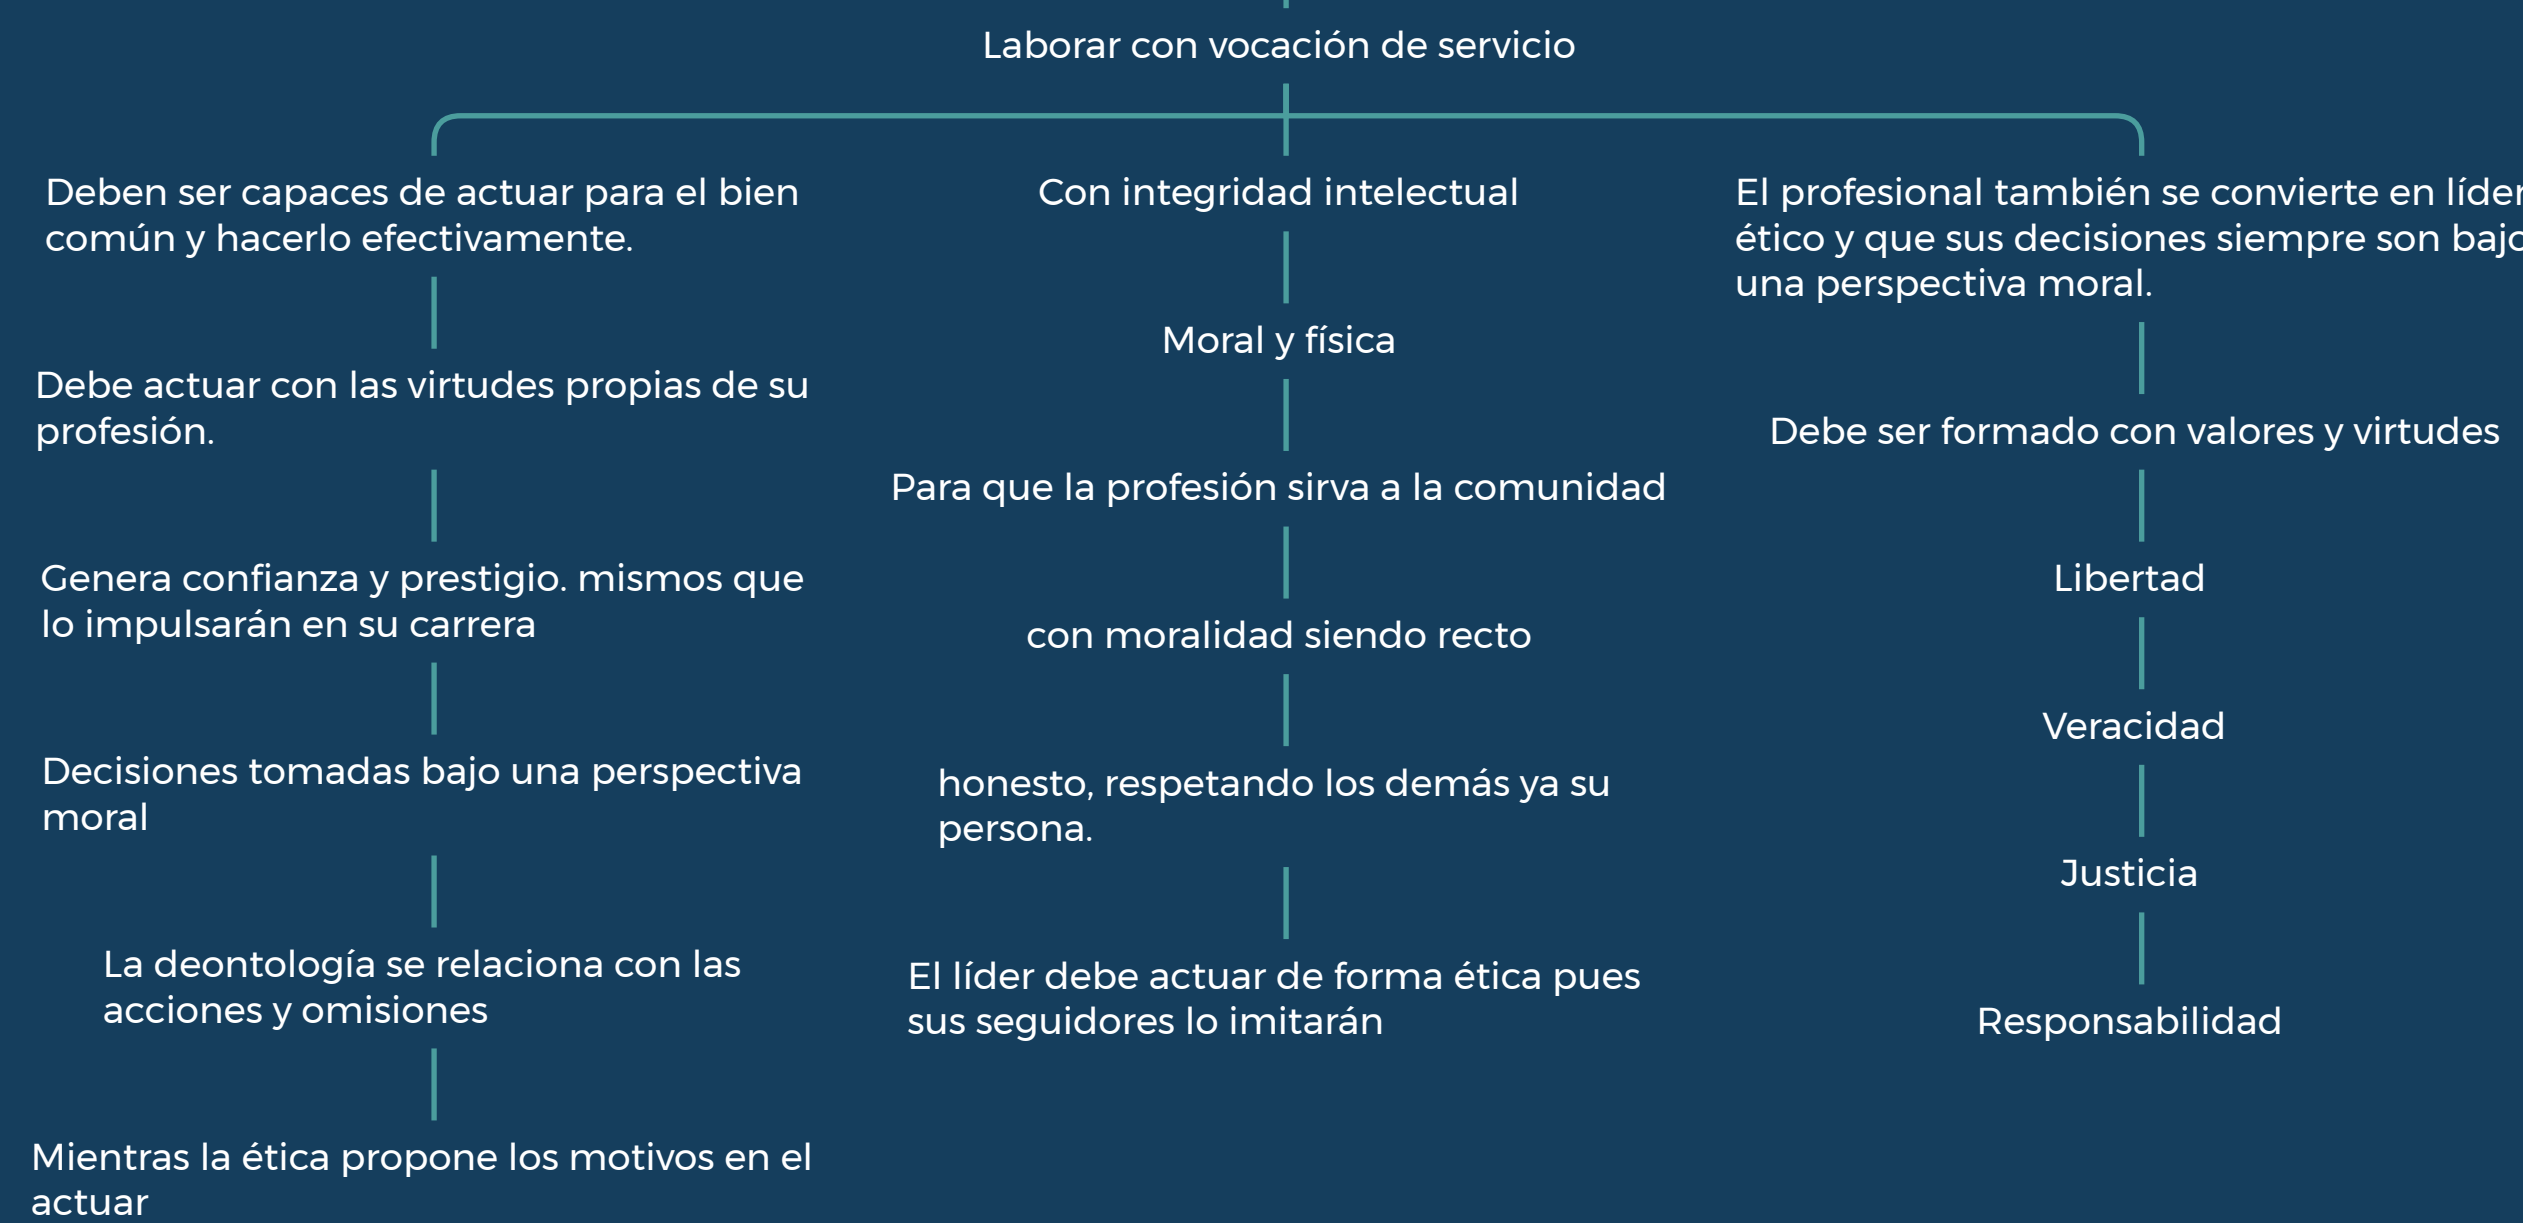 Laborar con vocación de servicio
Deben ser capaces de actuar para el bien
común y hacerlo efectivamente.
Debe actuar con las virtudes propias de su
profesión.
Genera confianza y prestigio. mismos que
lo impulsarán en su carrera
Decisiones tomadas bajo una perspectiva
moral
La deontología se relaciona con las
acciones y omisiones
Mientras la ética propone los motivos en el
actuar
Con integridad intelectual
Moral y física
Para que la profesión sirva a la comunidad
con moralidad siendo recto
honesto, respetando los demás ya su
persona.
El líder debe actuar de forma ética pues
sus seguidores lo imitarán
El profesional también se convierte en líder
ético y que sus decisiones siempre son bajo
una perspectiva moral.
Debe ser formado con valores y virtudes
Libertad
Veracidad
Justicia
Responsabilidad